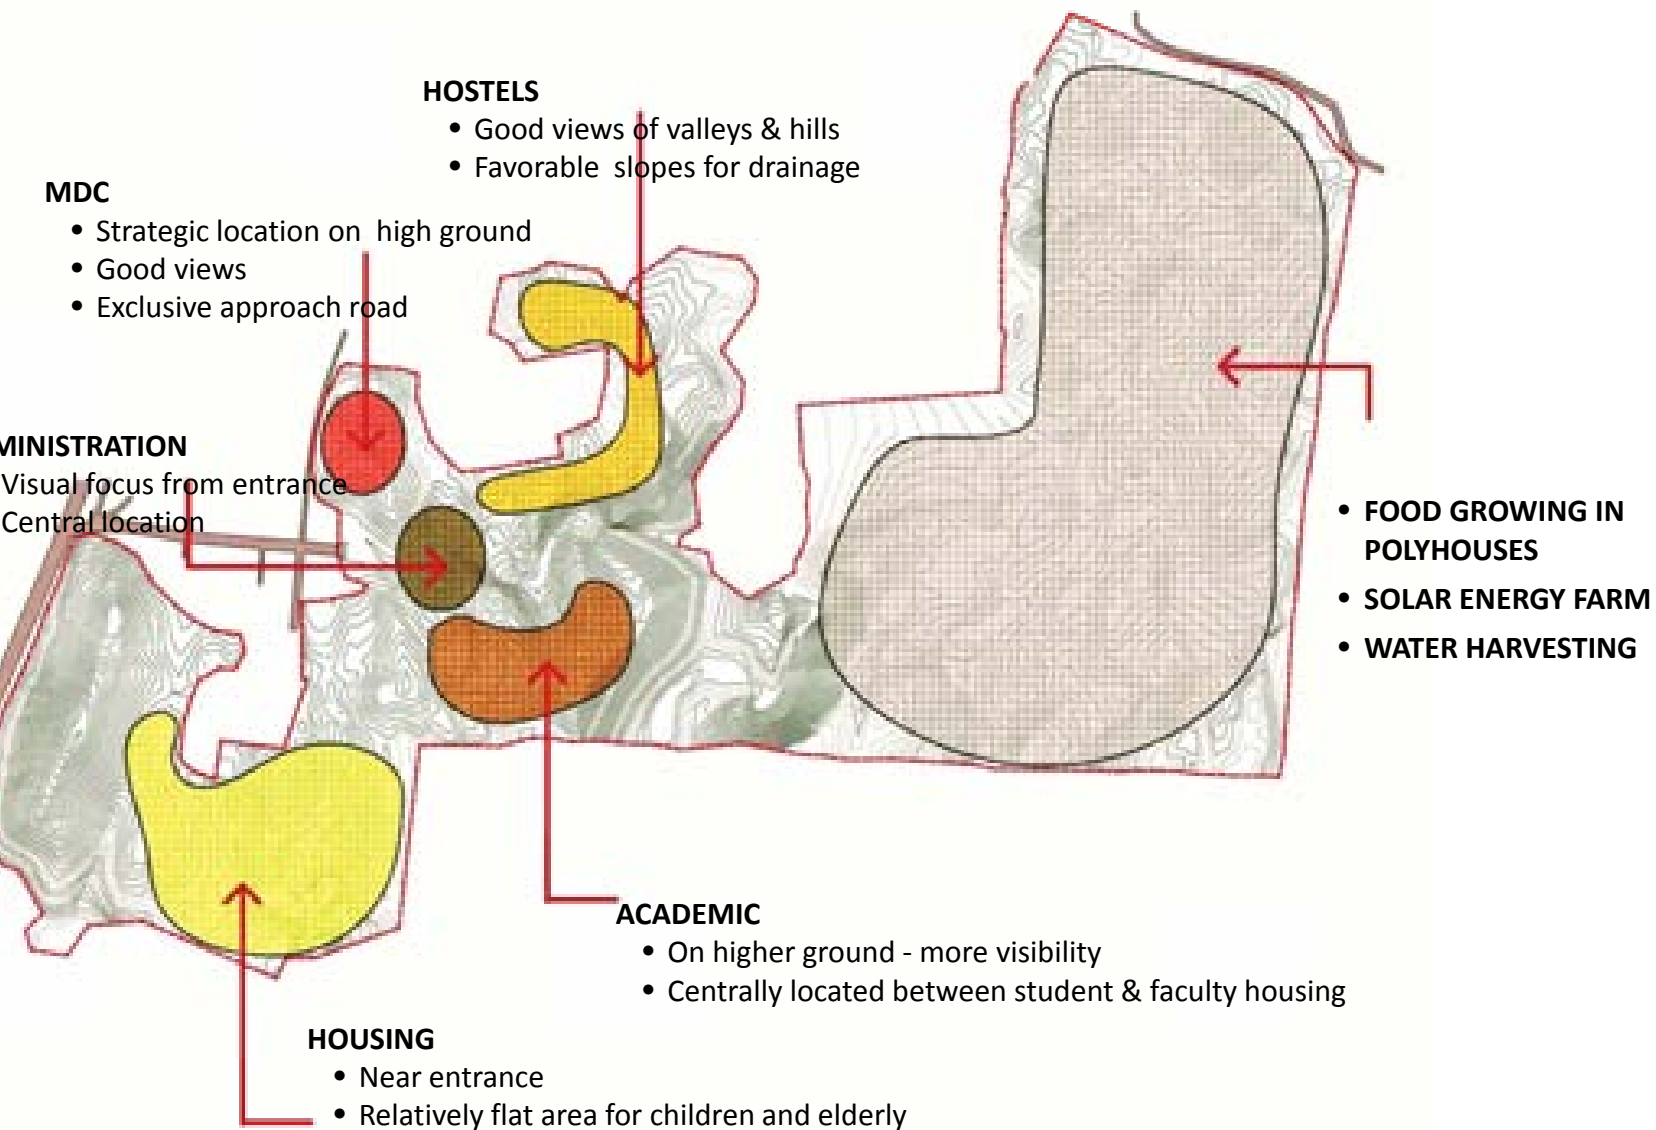 HOSTELS
• Good views of valleys & hills
• Favorable slopes for drainage
MDC
• Strategic location on high ground
• Good views
• Exclusive approach road
MINISTRATION
Visual focus from entrance
Central location
• FOOD GROWING IN
POLYHOUSES
• SOLAR ENERGY FARM
• WATER HARVESTING
ACADEMIC
• On higher ground - more visibility
• Centrally located between student & faculty housing
HOUSING
• Near entrance
• Relatively flat area for children and elderly